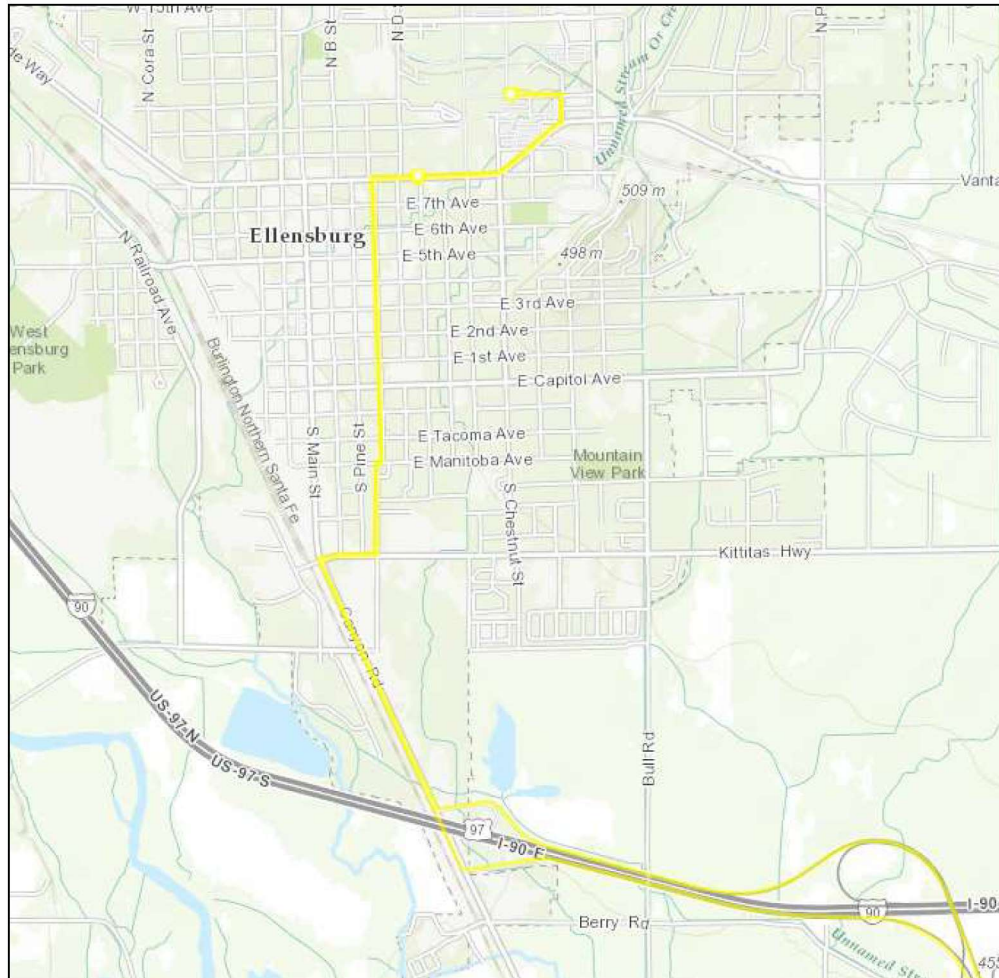 W 15th Ave
N D S
N B St
N Cora St
de Way
N P
Unnamed Stream Or Cre
Vanta
509 m
E 7th Ave
E 6th Ave
Ellensburg
E 5th Ave
498 m
N Railroad Ave
E 3rd Ave
West
ensburg
Park
E 2nd Ave
E 1st Ave
Burlington Northern Santa Fe
E Capitol Ave
S Main St
S Pine St
E Tacoma Ave
E Manitoba Ave
Mountain
View Park
S Chestnut St
Kittitas Hwy
90
Canyon Rd
US-97-N
US-97-S
Bull Rd
97
I-90-E
90
I-90-
Berry Rd
Unnamed Stre
455